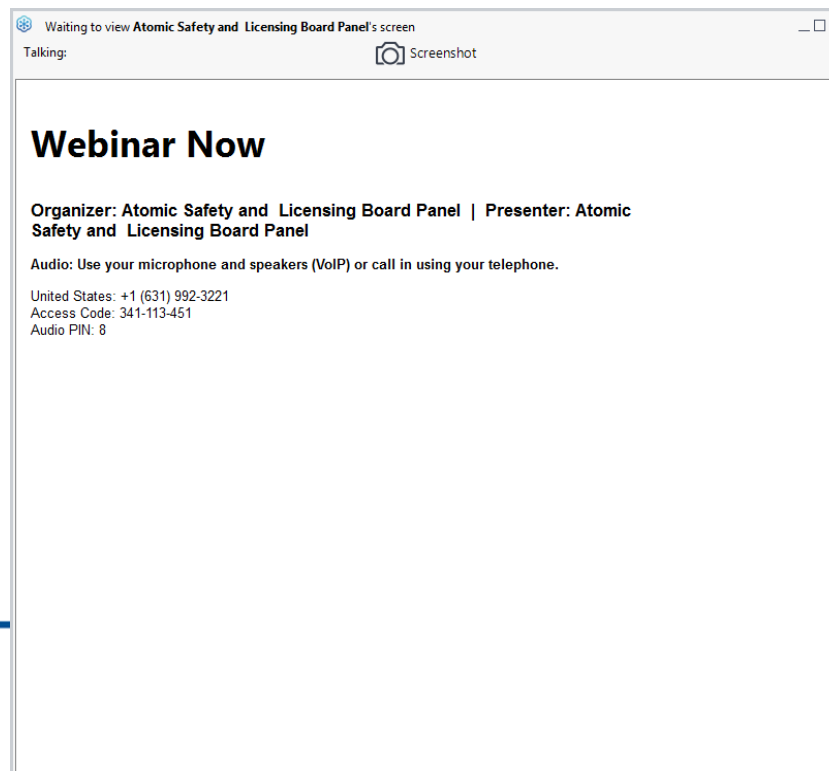 Waiting to view Atomic Safety and  Licensing Board Panel's screen
Talking:
Screenshot
Webinar Now
Organizer: Atomic Safety and  Licensing Board Panel  |  Presenter: Atomic
Safety and  Licensing Board Panel
Audio: Use your microphone and speakers (VoIP) or call in using your telephone.
United States: +1 (631) 992-3221
Access Code: 341-113-451
Audio PIN: 8